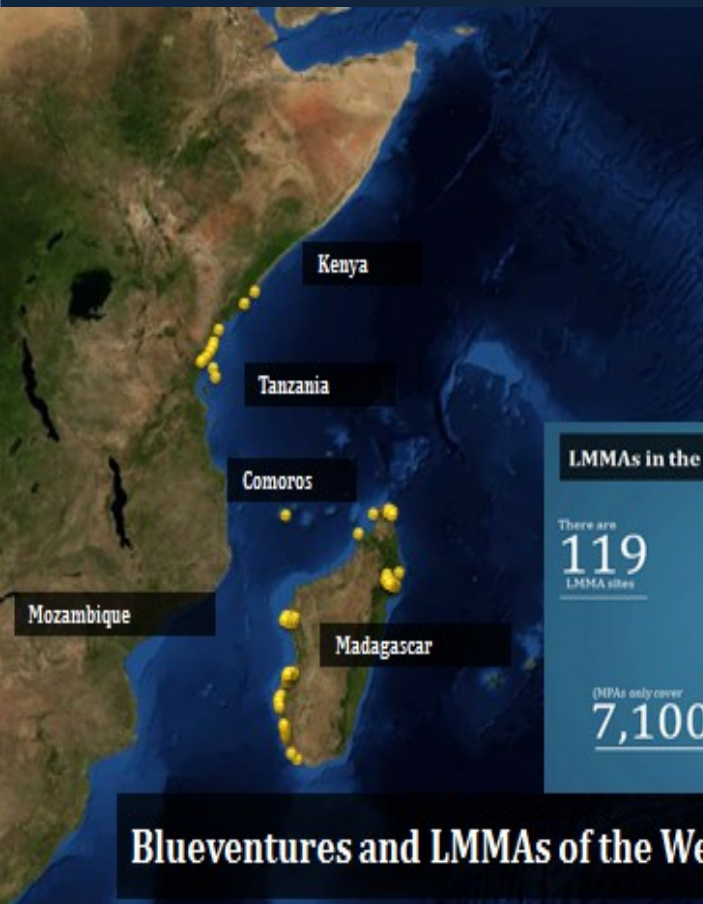 Kenya
Tanzania
Comoros
LMMAs in the
There are
119
LMMA sites
Mozambique
Madagascar
(MPAs only cover
7,100
Blueventures and LMMAs of the We